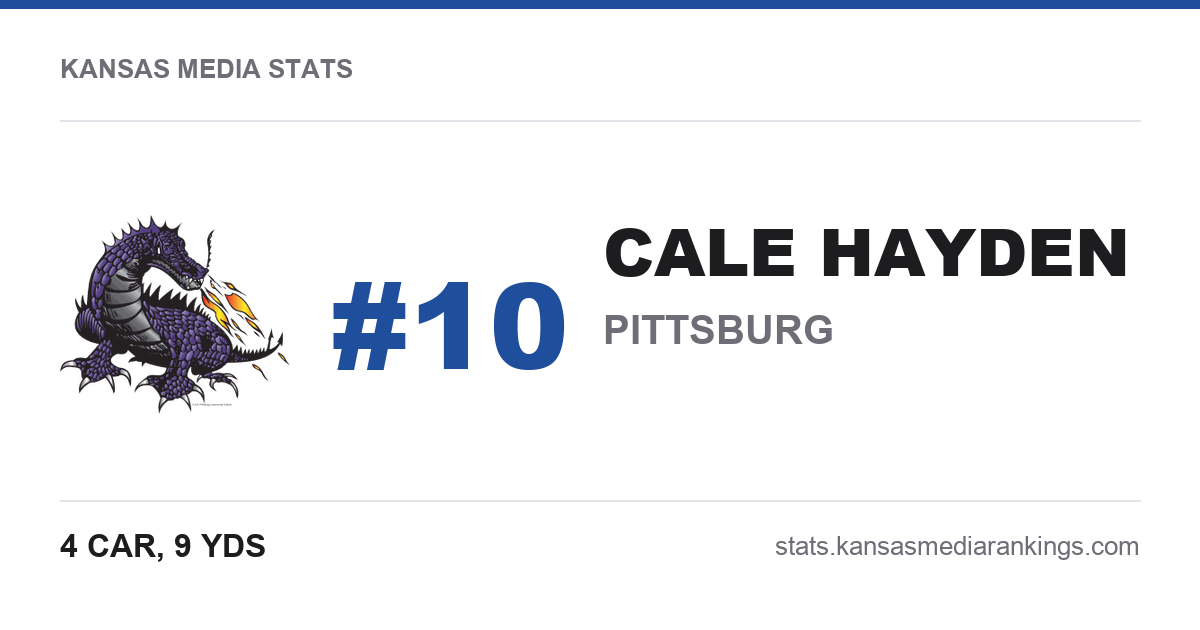 KANSAS MEDIA STATS
#10
CALE HAYDEN
PITTSBURG
4 CAR, 9 YDS
stats.kansasmediarankings.com